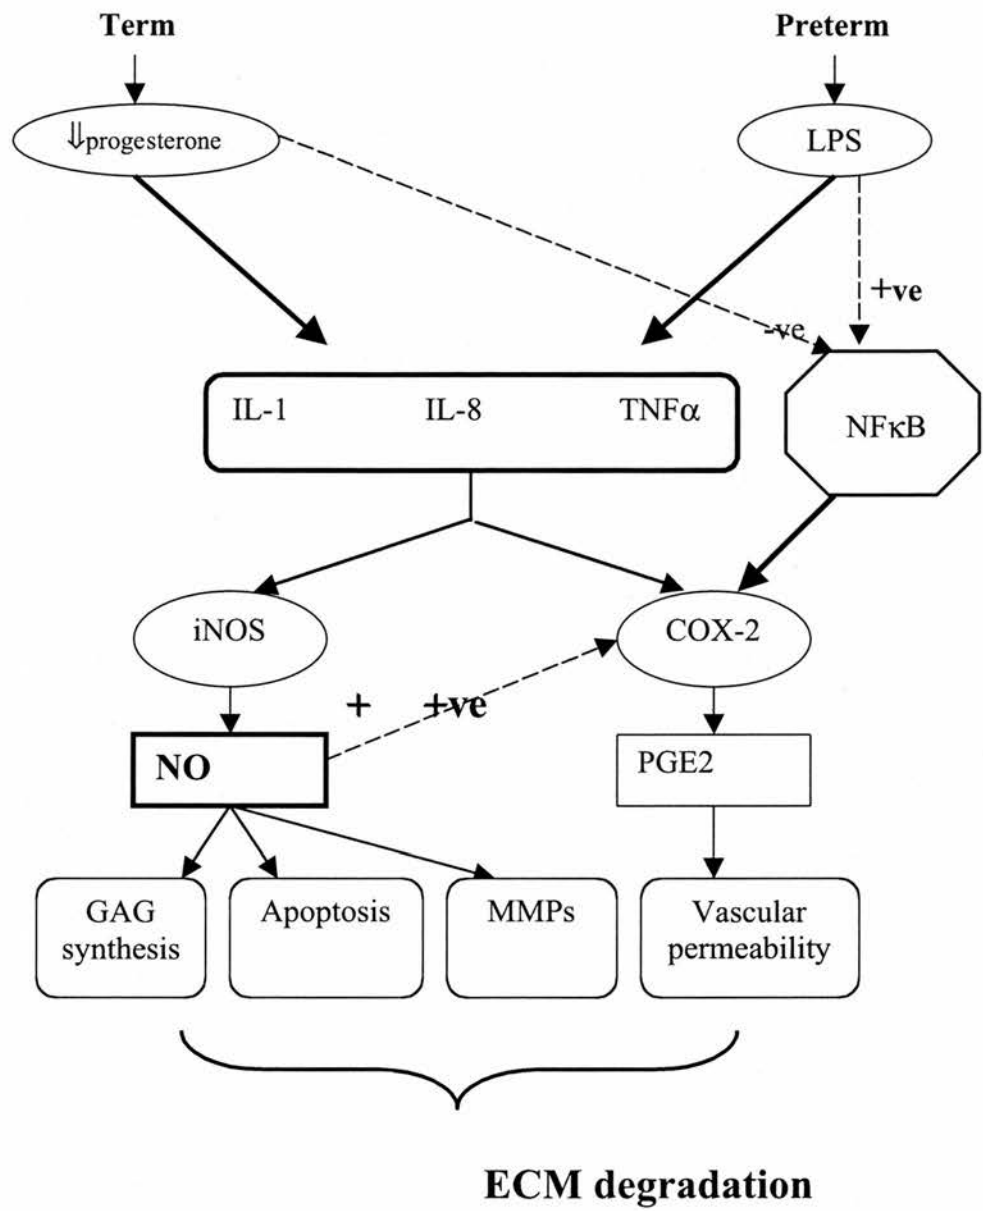 Term
Preterm
⇓progesterone
LPS
+ve
-ve
IL-1 IL-8 TNFα
NFκB
iNOS
COX-2
+ +ve
NO
PGE2
GAG
synthesis
Apoptosis
MMPs
Vascular
permeability
ECM degradation